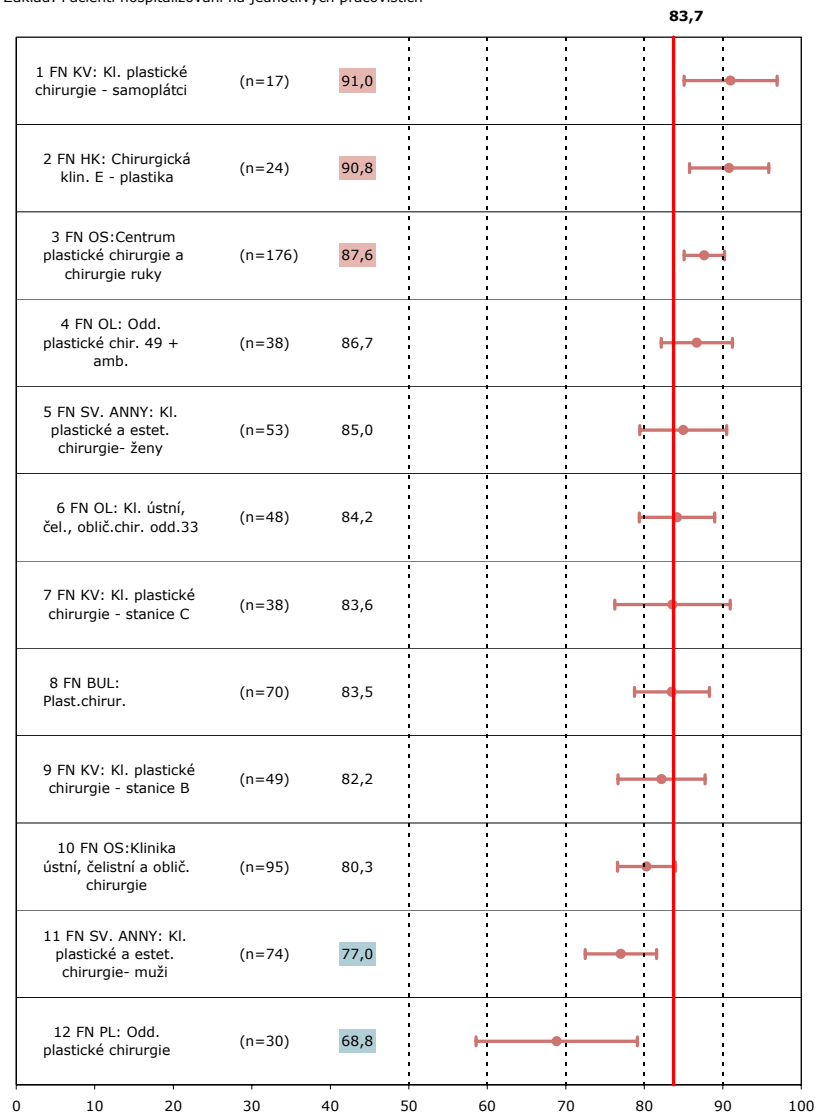 83,7
1 FN KV: Kl. plastické
chirurgie - samoplátci
(n=17)
91,0
2 FN HK: Chirurgická
klin. E - plastika
(n=24)
90,8
3 FN OS:Centrum
plastické chirurgie a
chirurgie ruky
(n=176)
87,6
4 FN OL: Odd.
plastické chir. 49 +
amb.
(n=38)
86,7
5 FN SV. ANNY: Kl.
plastické a estet.
chirurgie- ženy
(n=53)
85,0
6 FN OL: Kl. ústní,
čel., oblič.chir. odd.33
(n=48)
84,2
7 FN KV: Kl. plastické
chirurgie - stanice C
(n=38)
83,6
8 FN BUL:
Plast.chirur.
(n=70)
83,5
9 FN KV: Kl. plastické
chirurgie - stanice B
(n=49)
82,2
10 FN OS:Klinika
ústní, čelistní a oblič.
chirurgie
(n=95)
80,3
11 FN SV. ANNY: Kl.
plastické a estet.
chirurgie- muži
(n=74)
77,0
12 FN PL: Odd.
plastické chirurgie
(n=30)
68,8
0 10 20 30 40 50 60 70 80 90 100